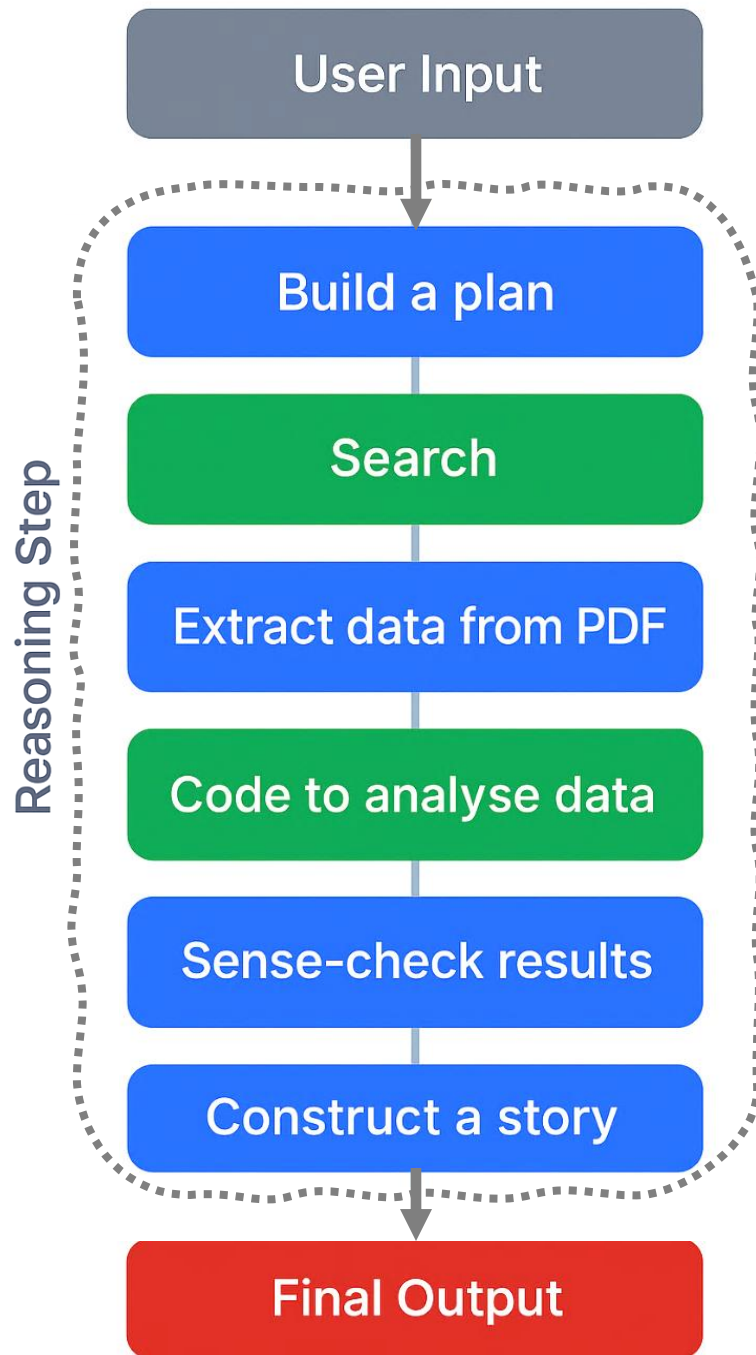 User Input
Build a plan
Search
Reasoning Step
Extract data from PDF
Code to analyse data
Sense-check results
Construct a story
Final Output